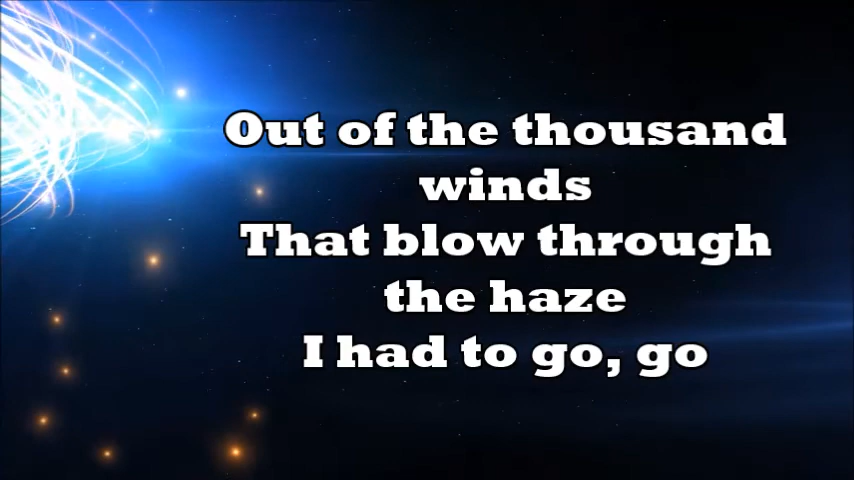 Out of the thousand
winds
That blow through
the haze
I had to go, go